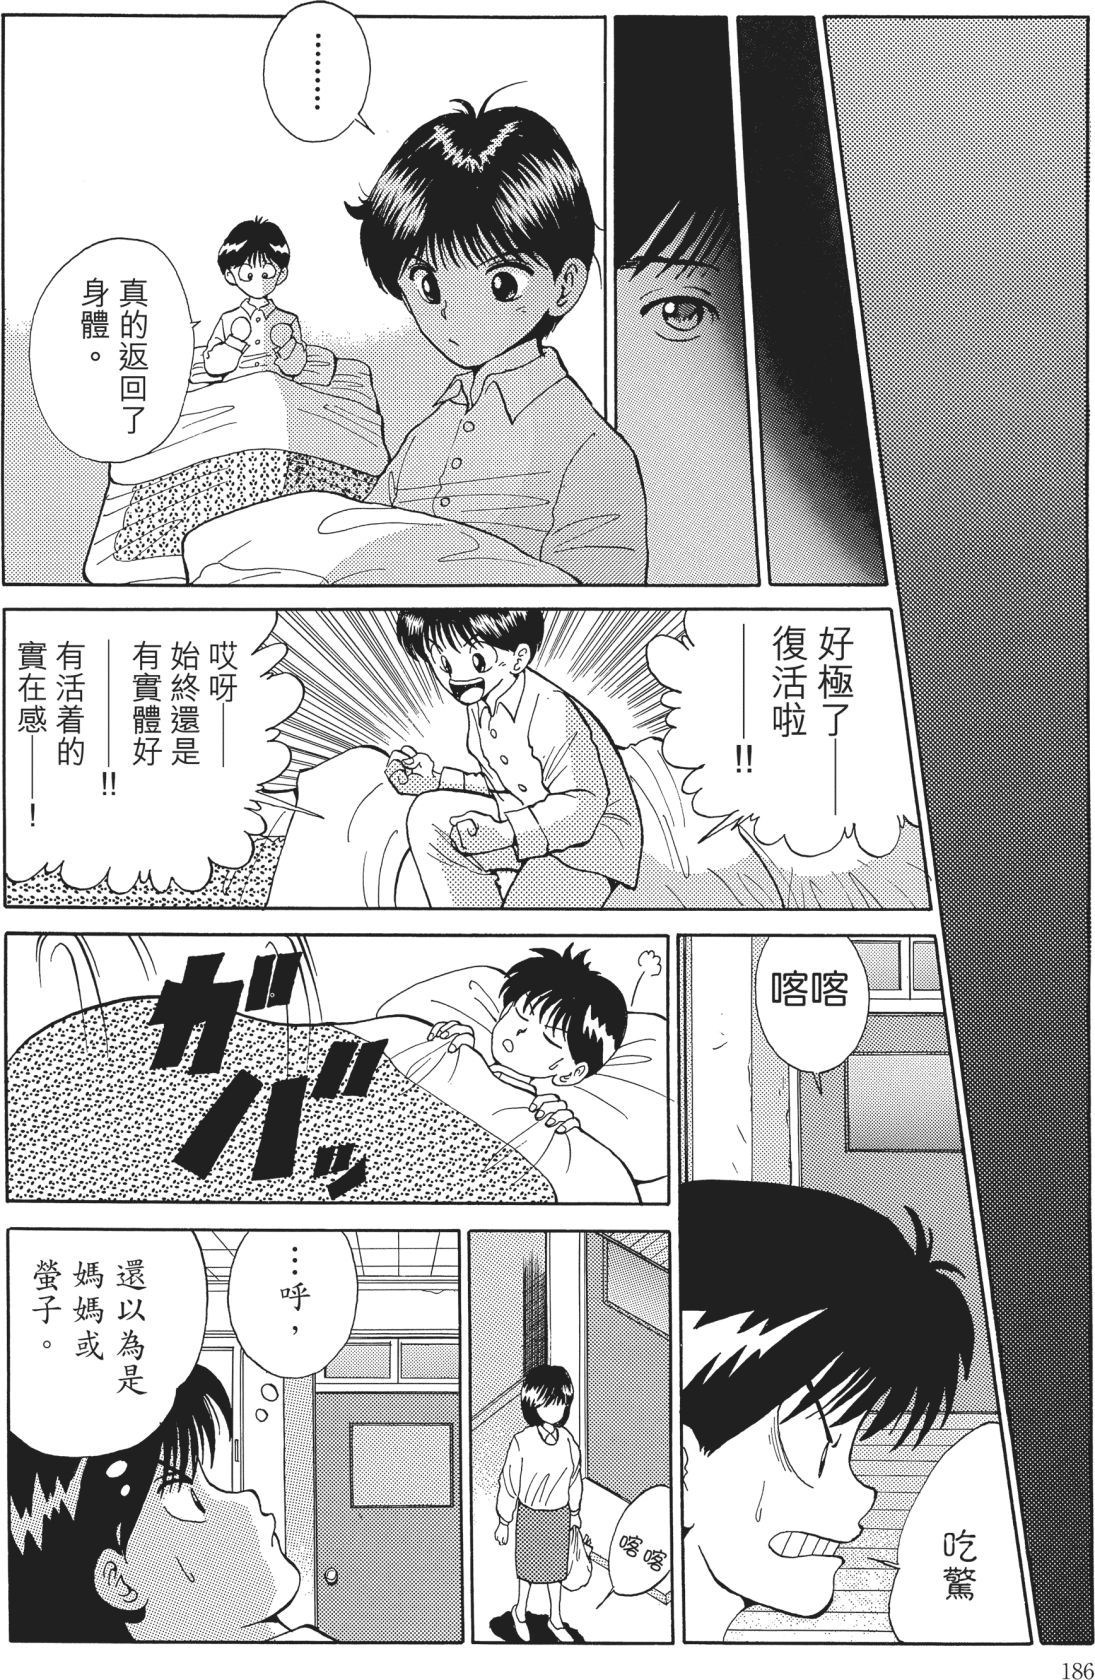 ………
真的返回了
身體。
好極了——
復活啦
——!!
哎呀——
始終還是
有實體好
——!!
有活着的
實在感——!
喀喀
ガバッ
吃驚
喀喀
…呼，
還以為是
媽媽或
螢子。
186